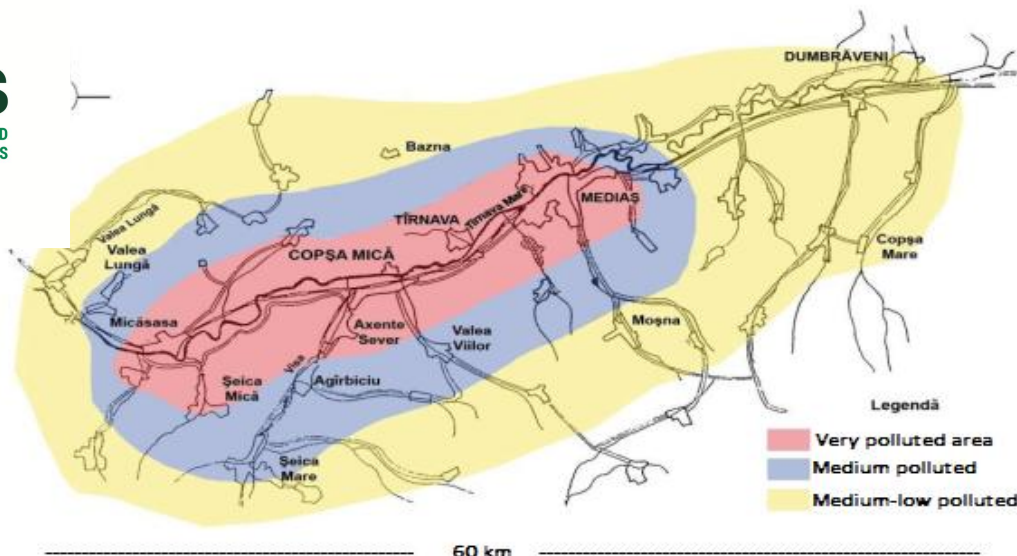 S
D
S
DUMBRĂVENI
Bazna
MEDIAȘ
TÎRNAVA
Tîrnava Mare
COPȘA MICĂ
Valea Lungă
Valea
Lungă
Copșa
Mare
Micăsasa
Axente
Sever
Valea
Viilor
Moșna
Visa
Șeica
Mică
Agîrbiciu
Șeica
Mare
Legendă
Very polluted area
Medium polluted
Medium-low polluted
60 km